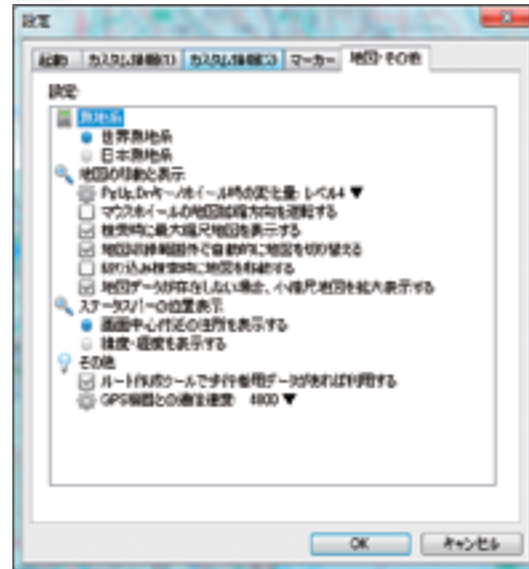 設定
起動 カスタム情報(1) カスタム情報(2) マーカー 地図・その他
設定:
測地系
世界測地系
日本測地系
地図の移動と表示
PgUp,Dnキー/ホイール時の変化量: レベル4 ▼
マウスホイールの地図拡縮方向を逆転する
検索時に最大縮尺地図を表示する
地図収録範囲外で自動的に地図を切り替える
絞り込み検索時に地図を移動する
地図データが存在しない場合、小縮尺地図を拡大表示する
ステータスバーの位置表示
画面中心付近の住所を表示する
緯度・経度を表示する
その他
ルート作成ツールで歩行者用データがあれば利用する
GPS機器との通信速度: 4800 ▼
OK キャンセル